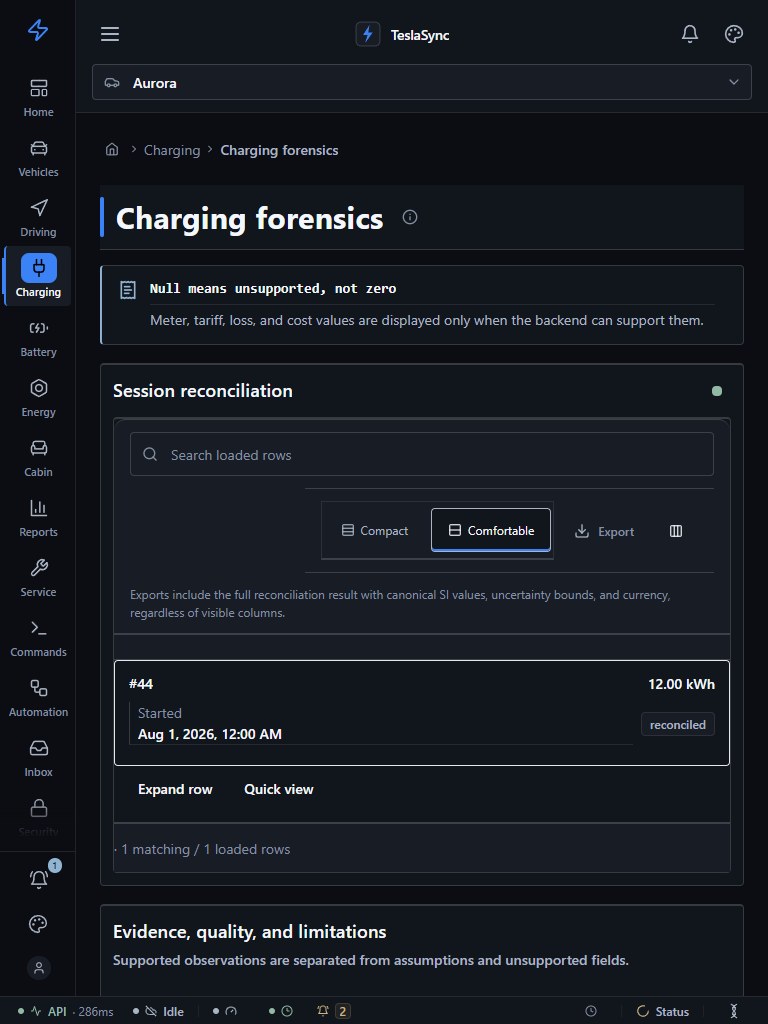 TeslaSync
Aurora
Home
Vehicles
Driving
Charging
Battery
Energy
Cabin
Reports
Service
Commands
Automation
Inbox
Security
1
Charging > Charging forensics
Charging forensics
Null means unsupported, not zero
Meter, tariff, loss, and cost values are displayed only when the backend can support them.
Session reconciliation
Search loaded rows
Compact Comfortable Export
Exports include the full reconciliation result with canonical SI values, uncertainty bounds, and currency,
regardless of visible columns.
#44 12.00 kWh
Started
Aug 1, 2026, 12:00 AM
reconciled
Expand row Quick view
· 1 matching / 1 loaded rows
Evidence, quality, and limitations
Supported observations are separated from assumptions and unsupported fields.
API · 286ms Idle 2 Status